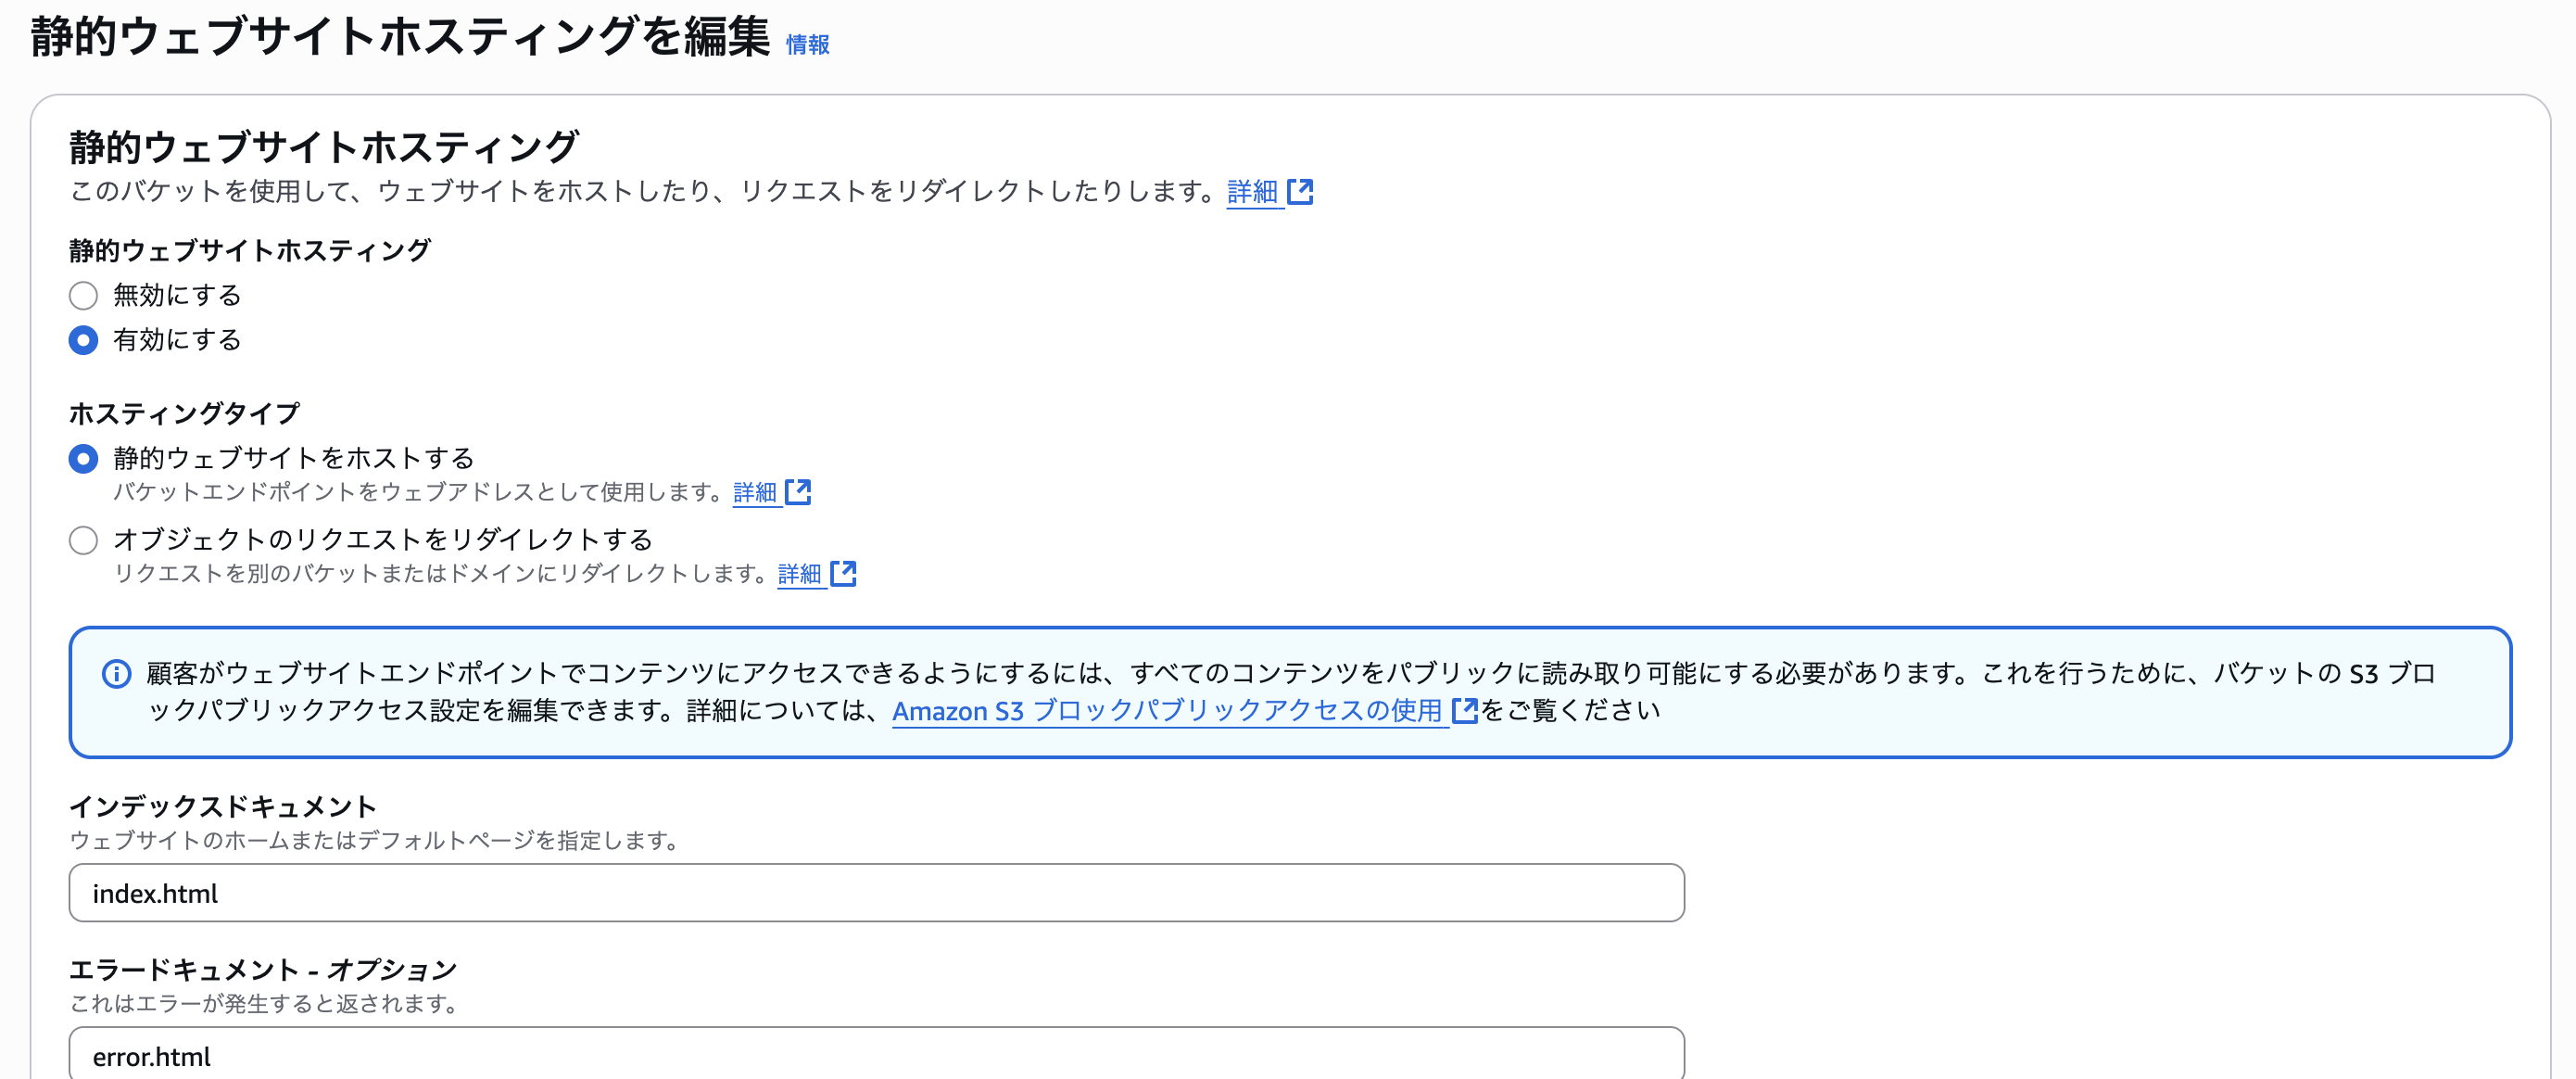 静的ウェブサイトホスティングを編集 情報
静的ウェブサイトホスティング
このバケットを使用して、ウェブサイトをホストしたり、リクエストをリダイレクトしたりします。詳細
静的ウェブサイトホスティング
無効にする
有効にする
ホスティングタイプ
静的ウェブサイトをホストする
バケットエンドポイントをウェブアドレスとして使用します。詳細
オブジェクトのリクエストをリダイレクトする
リクエストを別のバケットまたはドメインにリダイレクトします。詳細
顧客がウェブサイトエンドポイントでコンテンツにアクセスできるようにするには、すべてのコンテンツをパブリックに読み取り可能にする必要があります。これを行うために、バケットの S3 ブロ
ックパブリックアクセス設定を編集できます。詳細については、Amazon S3 ブロックパブリックアクセスの使用 をご覧ください
インデックスドキュメント
ウェブサイトのホームまたはデフォルトページを指定します。
index.html
エラードキュメント - オプション
これはエラーが発生すると返されます。
error.html